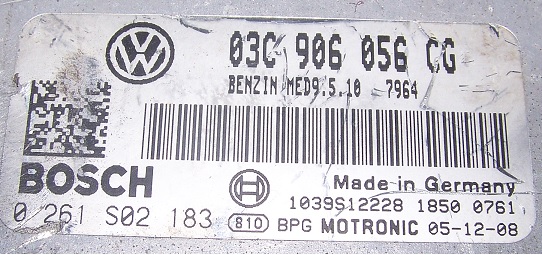 03C 906 056 CG
BENZIN MED9.5.10 7964
BOSCH
Made in Germany
1039S12228 1850 0761
0 261 S02 183 810 BPG MOTRONIC 05-12-08